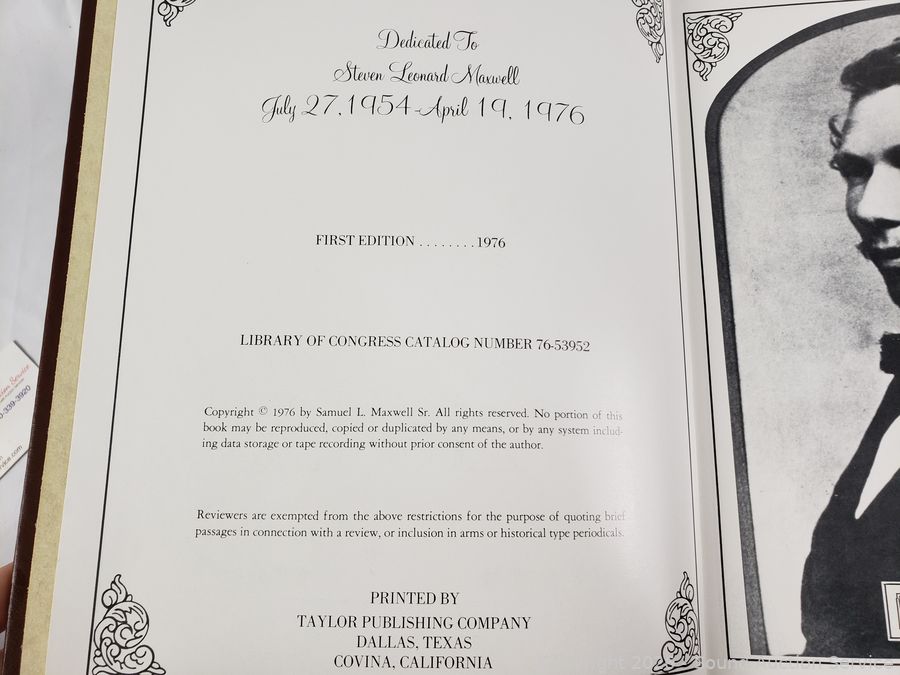 Dedicated To
Steven Leonard Maxwell
July 27, 1954-April 19, 1976
FIRST EDITION ........ 1976
LIBRARY OF CONGRESS CATALOG NUMBER 76-53952
Copyright © 1976 by Samuel L. Maxwell Sr. All rights reserved. No portion of this
book may be reproduced, copied or duplicated by any means, or by any system includ-
ing data storage or tape recording without prior consent of the author.
Reviewers are exempted from the above restrictions for the purpose of quoting brief
passages in connection with a review, or inclusion in arms or historical type periodicals.
PRINTED BY
TAYLOR PUBLISHING COMPANY
DALLAS, TEXAS
COVINA, CALIFORNIA
-339-3920
Auction Service